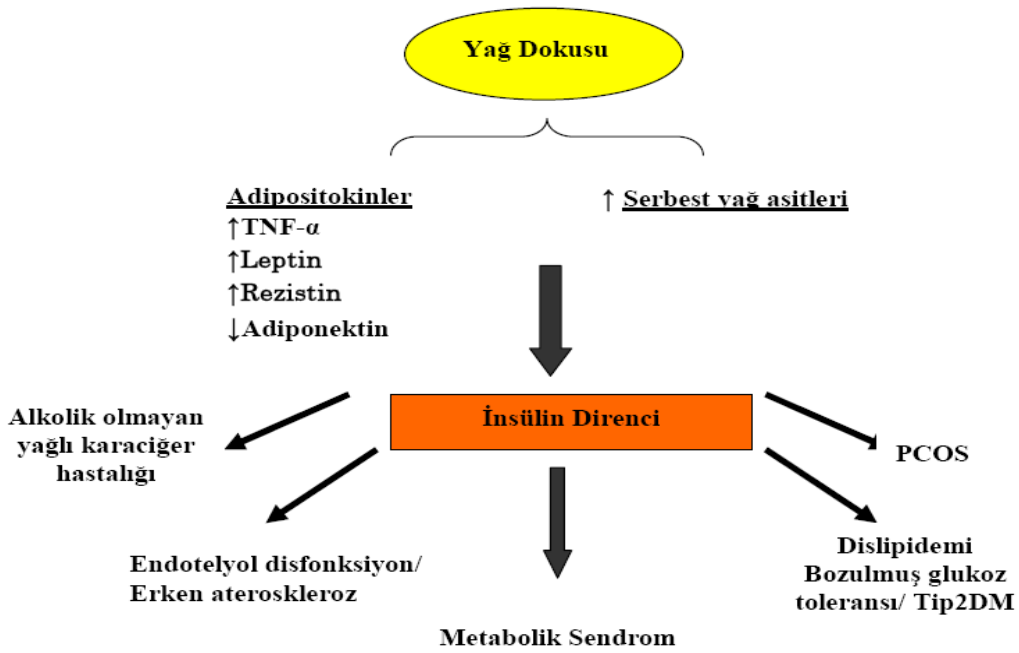 Yağ Dokusu
Adipositokinler
↑TNF-α
↑Leptin
↑Rezistin
↓Adiponektin
↑ Serbest yağ asitleri
İnsülin Direnci
Alkolik olmayan
yağlı karaciğer
hastalığı
PCOS
Endotelyol disfonksiyon/
Erken ateroskleroz
Dislipidemi
Bozulmuş glukoz
toleransı/ Tip2DM
Metabolik Sendrom